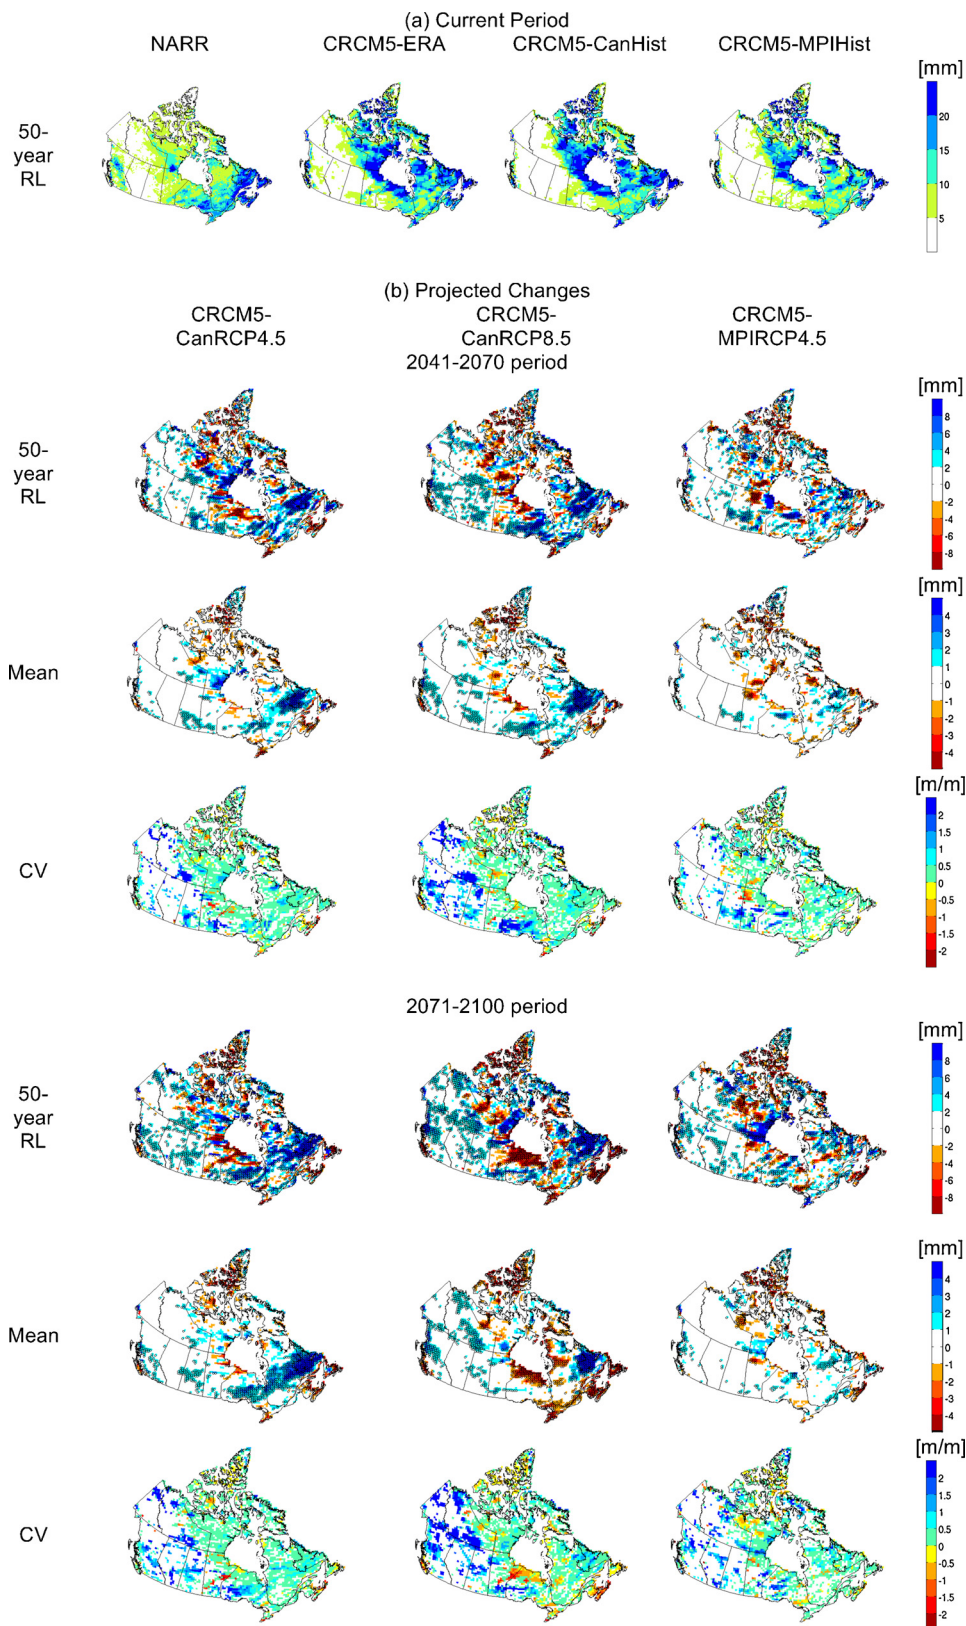 (a) Current Period
NARR CRCM5-ERA CRCM5-CanHist CRCM5-MPIHist
[mm]
50-
year
RL
20
15
10
5
(b) Projected Changes
CRCM5-
CanRCP4.5
CRCM5-
CanRCP8.5
CRCM5-
MPIRCP4.5
2041-2070 period
[mm]
50-
year
RL
8
6
4
2
0
-2
-4
-6
-8
[mm]
Mean
4
3
2
1
0
-1
-2
-3
-4
[m/m]
CV
2
1.5
1
0.5
0
-0.5
-1
-1.5
-2
2071-2100 period
[mm]
50-
year
RL
8
6
4
2
0
-2
-4
-6
-8
[mm]
Mean
4
3
2
1
0
-1
-2
-3
-4
[m/m]
CV
2
1.5
1
0.5
0
-0.5
-1
-1.5
-2